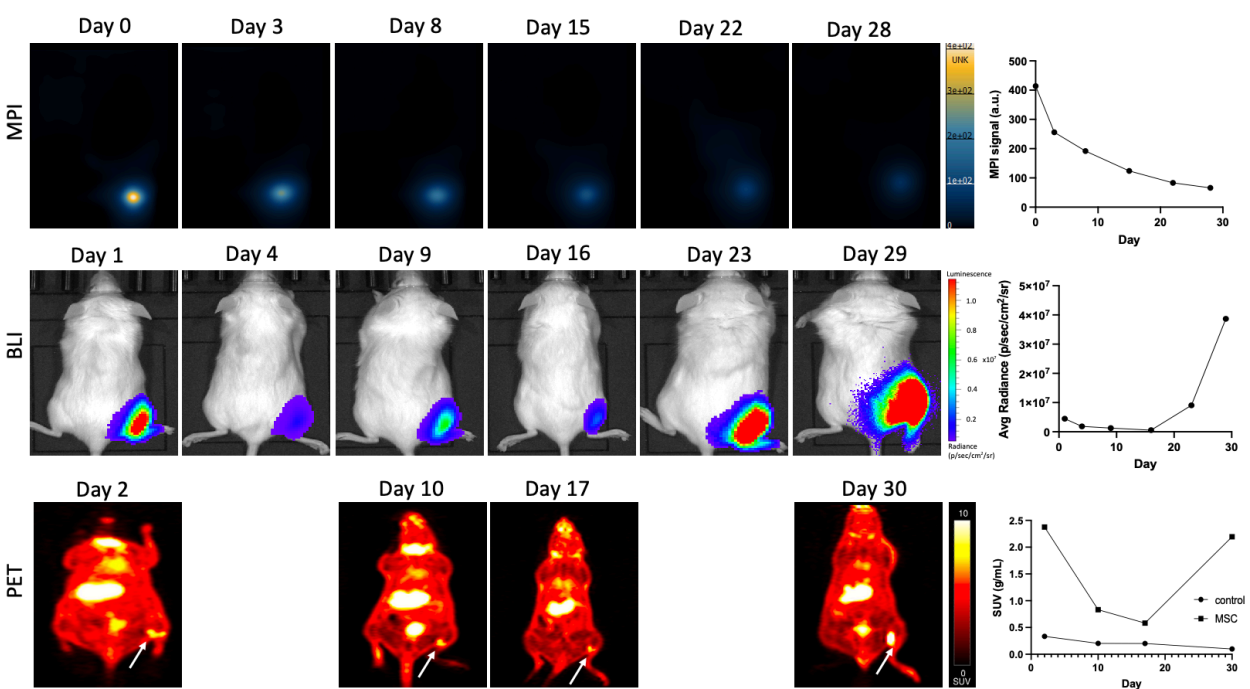 Day 0 Day 3 Day 8 Day 15 Day 22 Day 28
MPI
4e+02
UNK
3e+02
2e+02
1e+02
0
MPI signal (a.u.)
500
400
300
200
100
0
0 10 20 30
Day
Day 1 Day 4 Day 9 Day 16 Day 23 Day 29
BLI
Luminescence
1.0
0.8
0.6 x10⁷
0.4
0.2
Radiance
(p/sec/cm²/sr)
Avg Radiance (p/sec/cm²/sr)
5×10⁷
4×10⁷
3×10⁷
2×10⁷
1×10⁷
0
0 10 20 30
Day
Day 2 Day 10 Day 17 Day 30
PET
10
0
SUV
SUV (g/mL)
2.5
2.0
1.5
1.0
0.5
0.0
control
MSC
0 10 20 30
Day